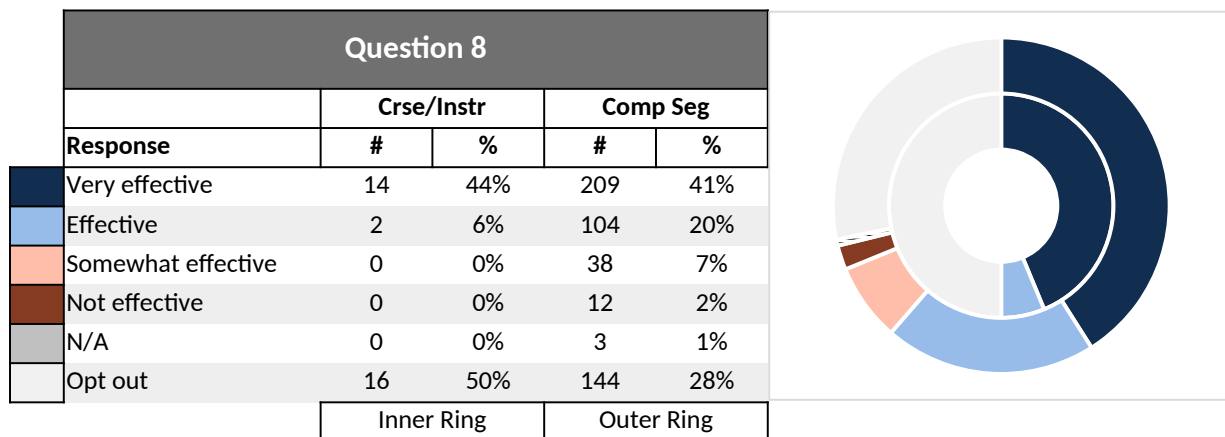 Question 8
Crse/Instr Comp Seg
Response # % # %
Very effective 14 44% 209 41%
Effective 2 6% 104 20%
Somewhat effective 0 0% 38 7%
Not effective 0 0% 12 2%
N/A 0 0% 3 1%
Opt out 16 50% 144 28%
Inner Ring Outer Ring